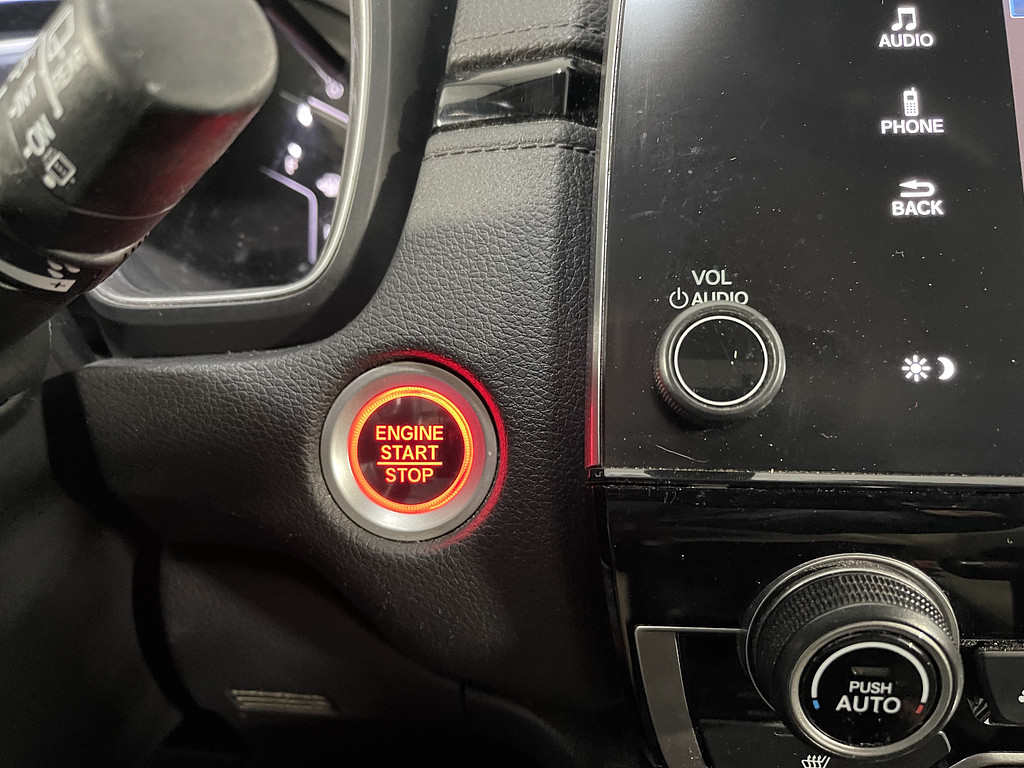 AUDIO
PHONE
BACK
VOL
AUDIO
ENGINE
START
STOP
PUSH
AUTO